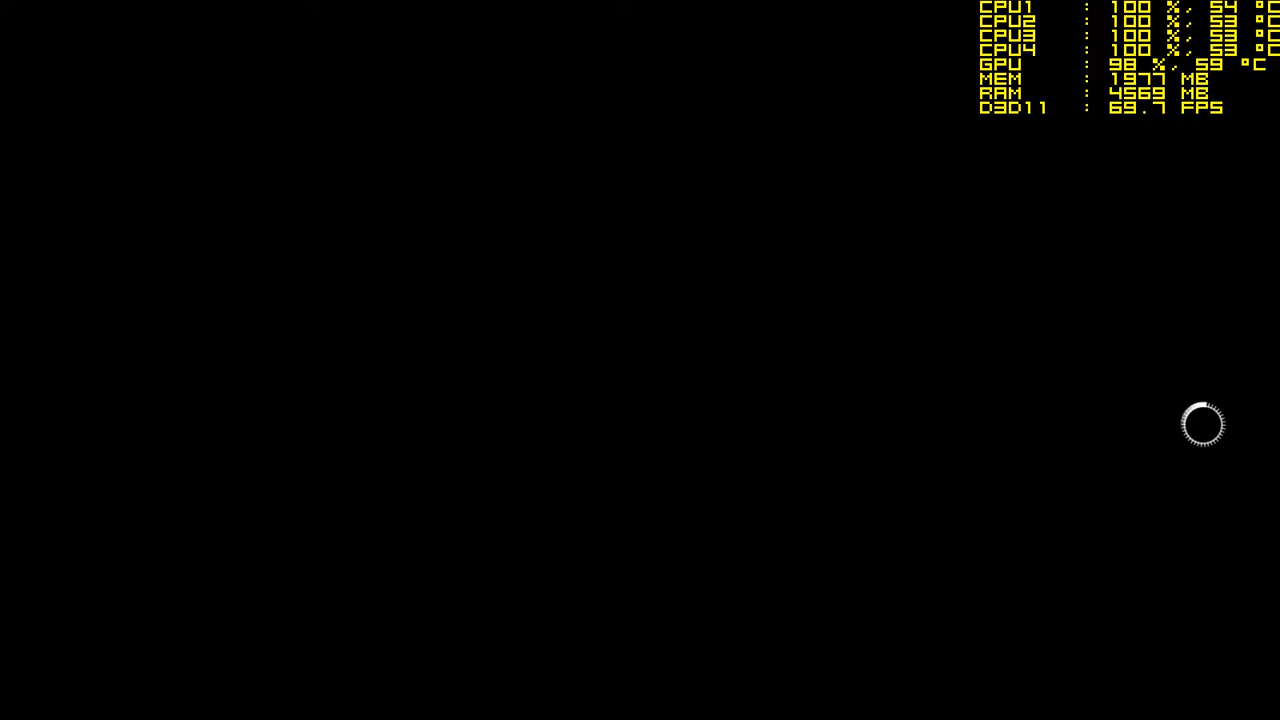 CPU1 : 100 %, 54 °C
CPU2 : 100 %, 53 °C
CPU3 : 100 %, 53 °C
CPU4 : 100 %, 53 °C
GPU : 98 %, 59 °C
MEM : 1977 MB
RAM : 4569 MB
D3D11 : 69.7 FPS